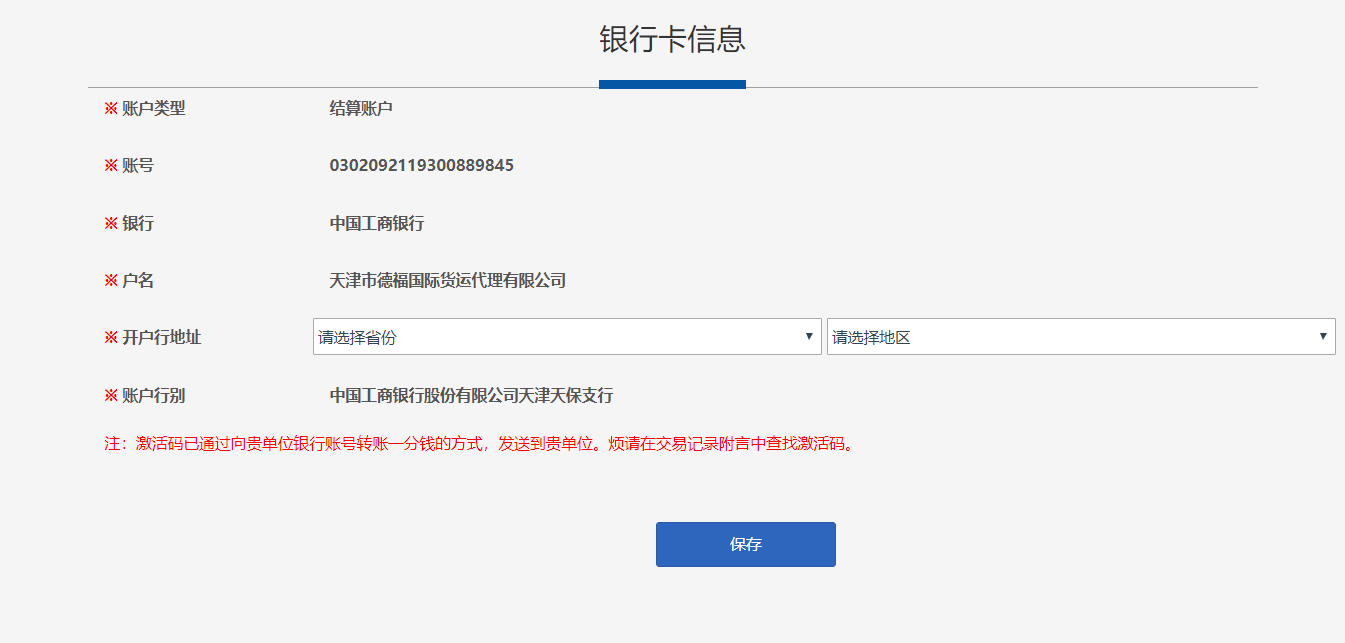 银行卡信息
※ 账户类型 结算账户
※ 账号 0302092119300889845
※ 银行 中国工商银行
※ 户名 天津市德福国际货运代理有限公司
※ 开户行地址 请选择省份 ▼ 请选择地区 ▼
※ 账户行别 中国工商银行股份有限公司天津天保支行
注：激活码已通过向贵单位银行账号转账一分钱的方式，发送到贵单位。烦请在交易记录附言中查找激活码。
保存